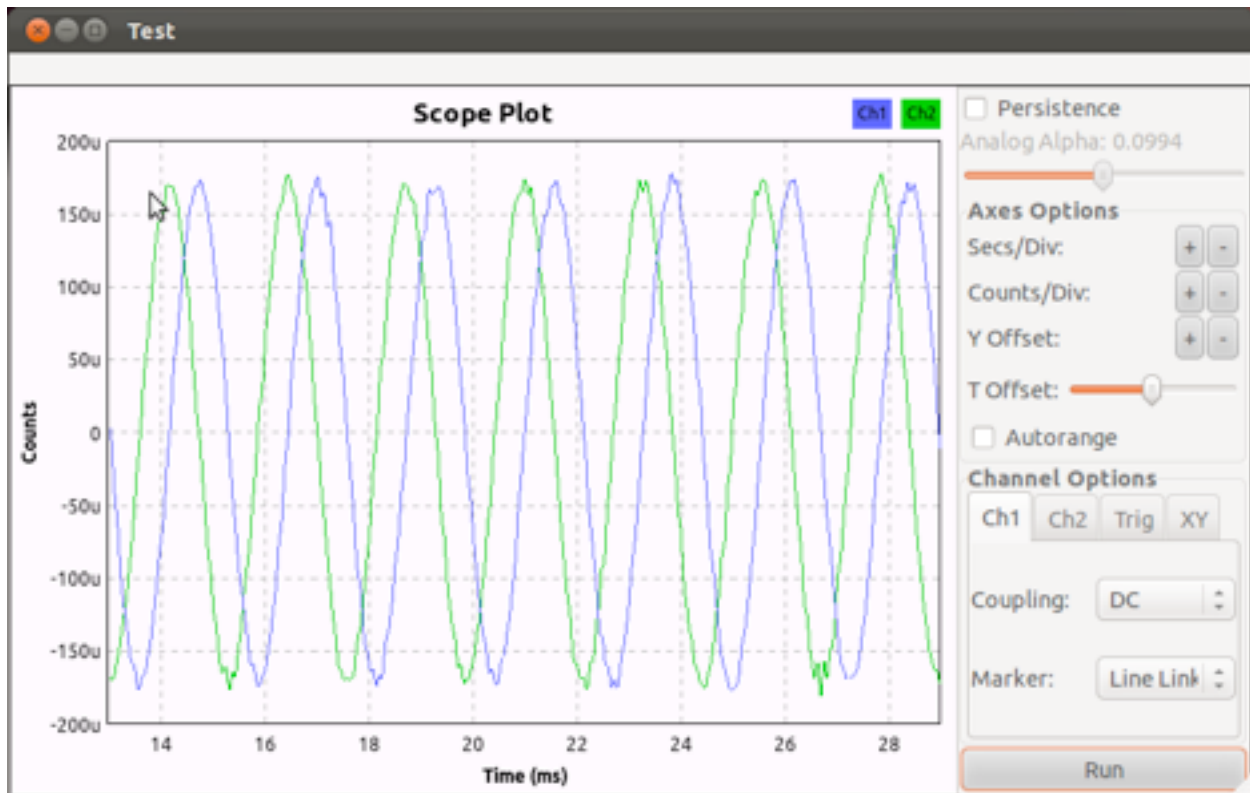 Test
Scope Plot
Ch1 Ch2
200u
150u
100u
50u
0
-50u
-100u
-150u
-200u
Counts
14 16 18 20 22 24 26 28
Time (ms)
Persistence
Analog Alpha: 0.0994
Axes Options
Secs/Div: + -
Counts/Div: + -
Y Offset: + -
T Offset:
Autorange
Channel Options
Ch1 Ch2 Trig XY
Coupling: DC
Marker: Line Link
Run